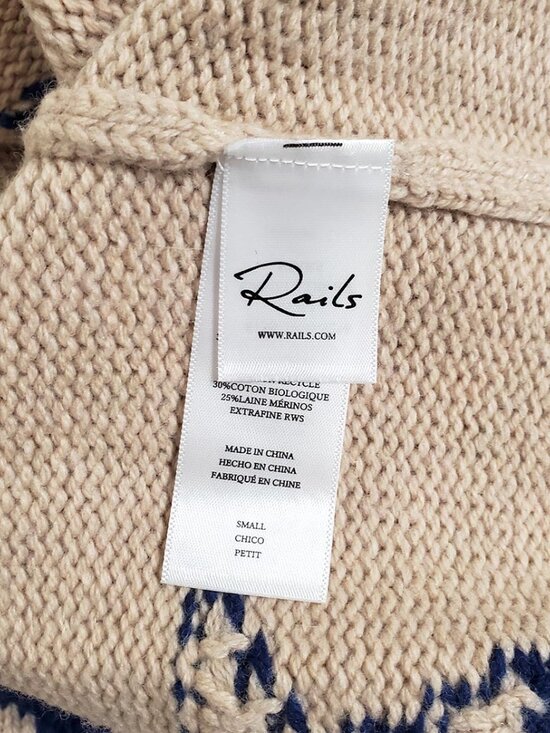 Rails
WWW.RAILS.COM
RECYCLÉ
30%COTON BIOLOGIQUE
25%LAINE MÉRINOS
EXTRAFINE RWS
MADE IN CHINA
HECHO EN CHINA
FABRIQUÉ EN CHINE
SMALL
CHICO
PETIT